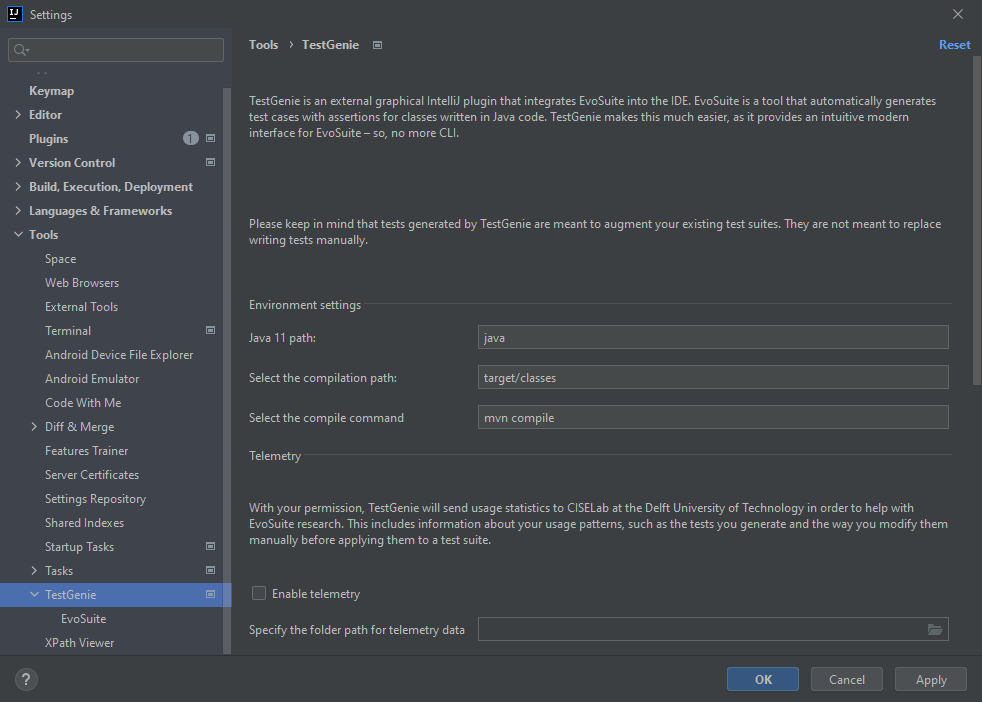 IJ
Settings
Keymap
Editor
Plugins
1
Version Control
Build, Execution, Deployment
Languages & Frameworks
Tools
Space
Web Browsers
External Tools
Terminal
Android Device File Explorer
Android Emulator
Code With Me
Diff & Merge
Features Trainer
Server Certificates
Settings Repository
Shared Indexes
Startup Tasks
Tasks
TestGenie
EvoSuite
XPath Viewer
?
Tools › TestGenie
Reset
TestGenie is an external graphical IntelliJ plugin that integrates EvoSuite into the IDE. EvoSuite is a tool that automatically generates
test cases with assertions for classes written in Java code. TestGenie makes this much easier, as it provides an intuitive modern
interface for EvoSuite – so, no more CLI.
Please keep in mind that tests generated by TestGenie are meant to augment your existing test suites. They are not meant to replace
writing tests manually.
Environment settings
Java 11 path: java
Select the compilation path: target/classes
Select the compile command mvn compile
Telemetry
With your permission, TestGenie will send usage statistics to CISELab at the Delft University of Technology in order to help with
EvoSuite research. This includes information about your usage patterns, such as the tests you generate and the way you modify them
manually before applying them to a test suite.
Enable telemetry
Specify the folder path for telemetry data
OK
Cancel
Apply